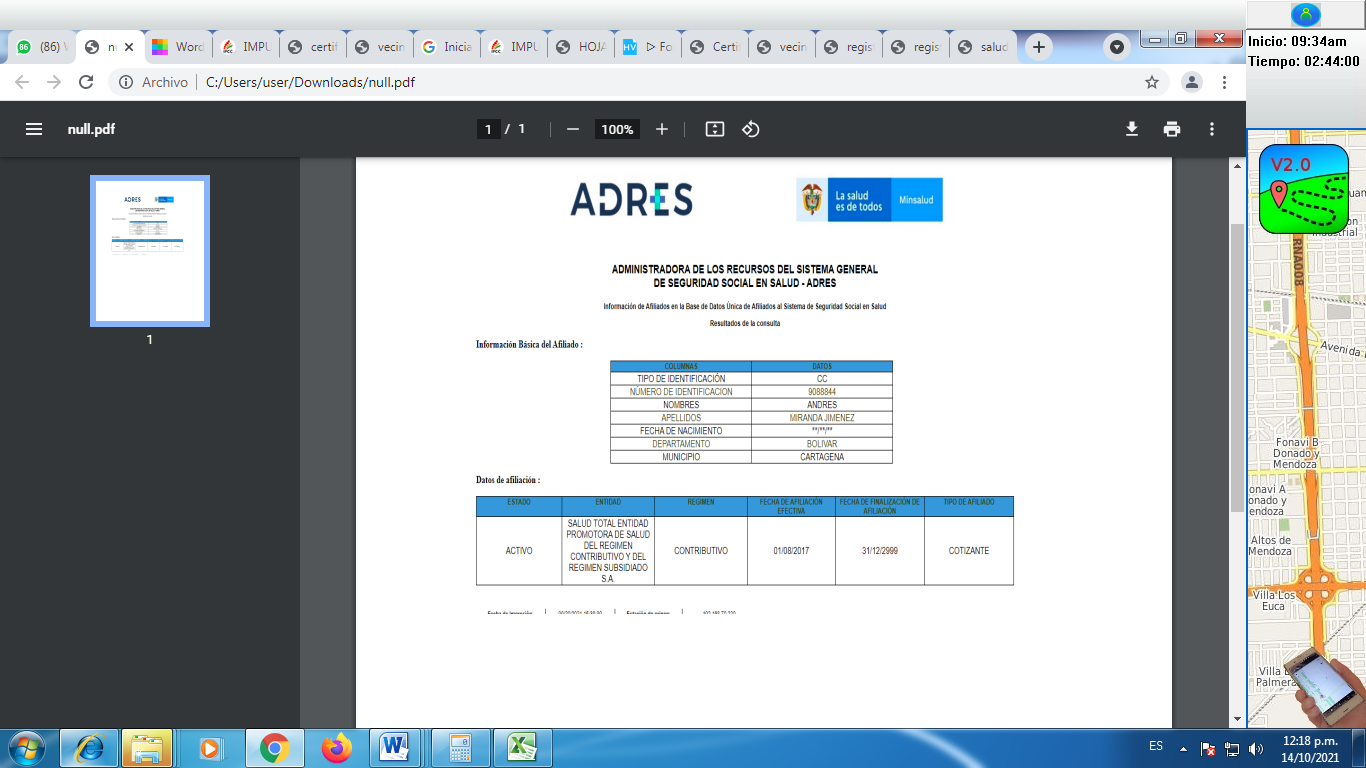 Inicio: 09:34am
Tiempo: 02:44:00
(86) W
nu
Word
IMPU
certif
vecin
Inicia
IMPU
HOJA
ᐅ Fo
Certi
vecin
regis
regis
salud
Archivo
C:/Users/user/Downloads/null.pdf
null.pdf
1 / 1
100%
ADRES
La salud
es de todos
Minsalud
ADMINISTRADORA DE LOS RECURSOS DEL SISTEMA GENERAL
DE SEGURIDAD SOCIAL EN SALUD - ADRES
Información de Afiliados en la Base de Datos Única de Afiliados al Sistema de Seguridad Social en Salud
Resultados de la consulta
Información Básica del Afiliado :
COLUMNAS DATOS
TIPO DE IDENTIFICACIÓN CC
NÚMERO DE IDENTIFICACION 9088844
NOMBRES ANDRES
APELLIDOS MIRANDA JIMENEZ
FECHA DE NACIMIENTO **/**/**
DEPARTAMENTO BOLIVAR
MUNICIPIO CARTAGENA
Datos de afiliación :
ESTADO ENTIDAD REGIMEN FECHA DE AFILIACIÓN EFECTIVA FECHA DE FINALIZACIÓN DE AFILIACIÓN TIPO DE AFILIADO
ACTIVO SALUD TOTAL ENTIDAD PROMOTORA DE SALUD DEL REGIMEN CONTRIBUTIVO Y DEL REGIMEN SUBSIDIADO S.A. CONTRIBUTIVO 01/08/2017 31/12/2999 COTIZANTE
1
V2.0
RNA008
Avenida
Fonavi B
Donado y
Mendoza
onavi A
onado y
endoza
Altos de
Mendoza
Villa Los
Euca
Villa L
Palmera
ES
12:18 p.m.
14/10/2021